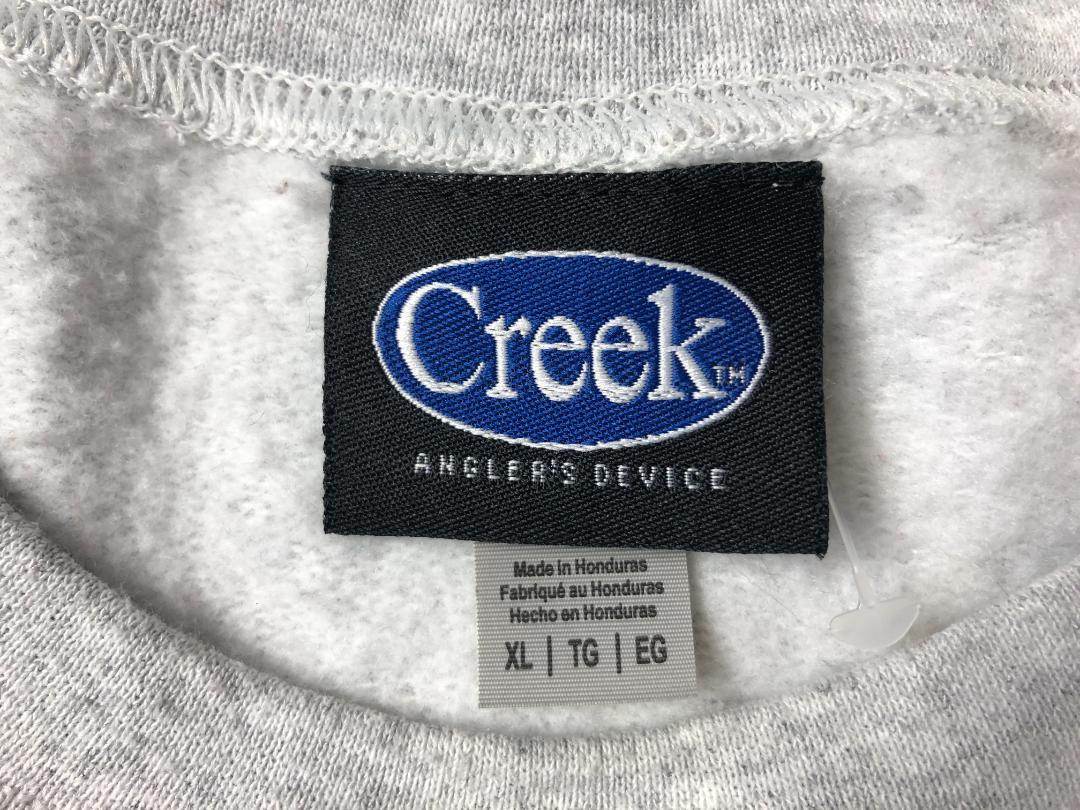 Creek™
ANGLER'S DEVICE
Made in Honduras
Fabriqué au Honduras
Hecho en Honduras
XL | TG | EG